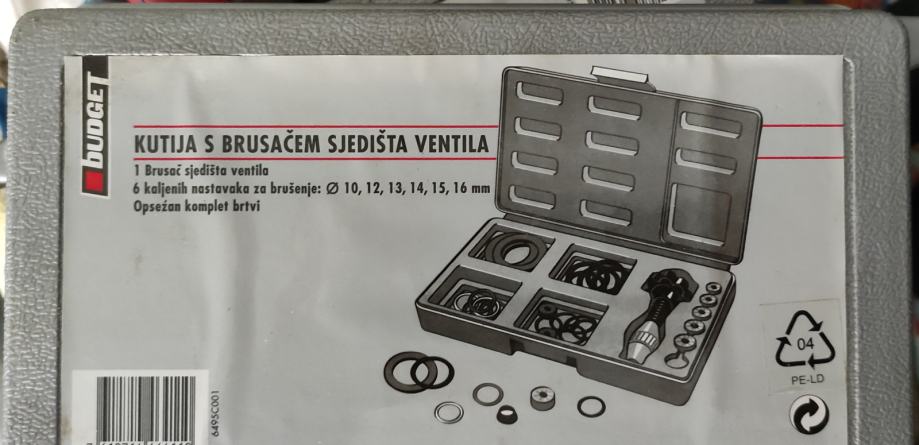 BUDGET
KUTIJA S BRUSAČEM SJEDIŠTA VENTILA
1 Brusač sjedišta ventila
6 kaljenih nastavaka za brušenje: Ø 10, 12, 13, 14, 15, 16 mm
Opsežan komplet brtvi
04
PE-LD
6495C001